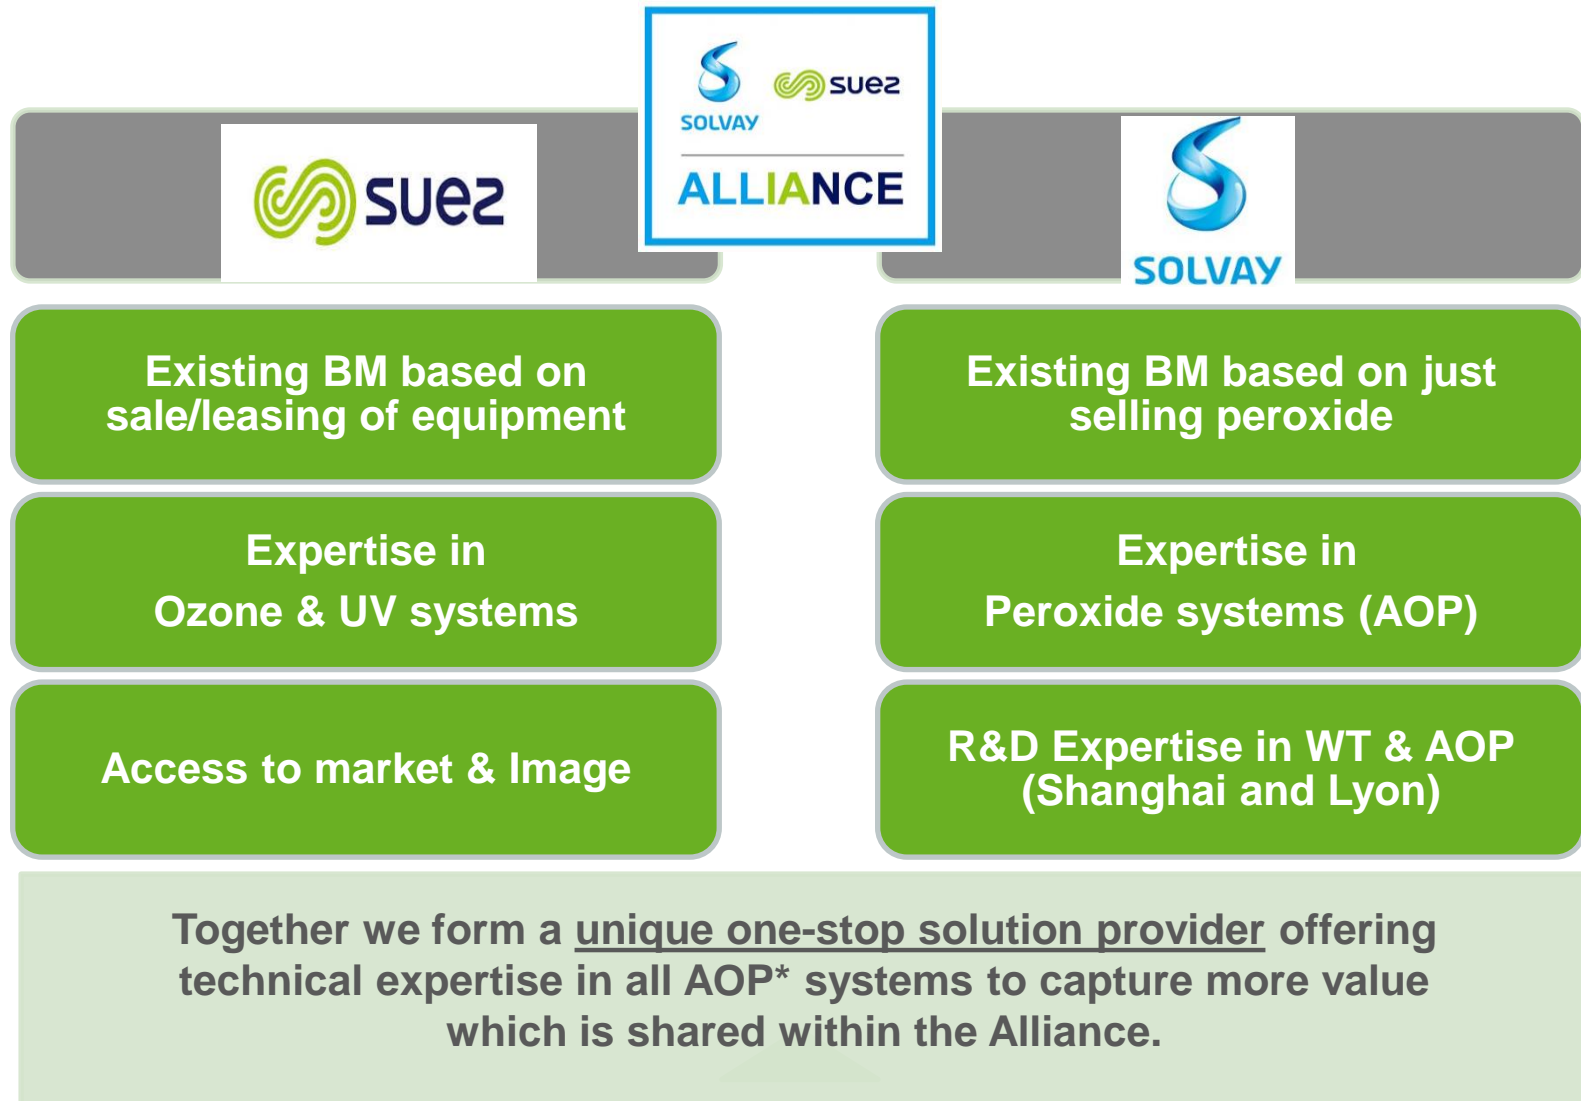 SOLVAY
suez
ALLIANCE
suez
SOLVAY
Existing BM based on
sale/leasing of equipment
Existing BM based on just
selling peroxide
Expertise in
Ozone & UV systems
Expertise in
Peroxide systems (AOP)
Access to market & Image
R&D Expertise in WT & AOP
(Shanghai and Lyon)
Together we form a unique one-stop solution provider offering
technical expertise in all AOP* systems to capture more value
which is shared within the Alliance.